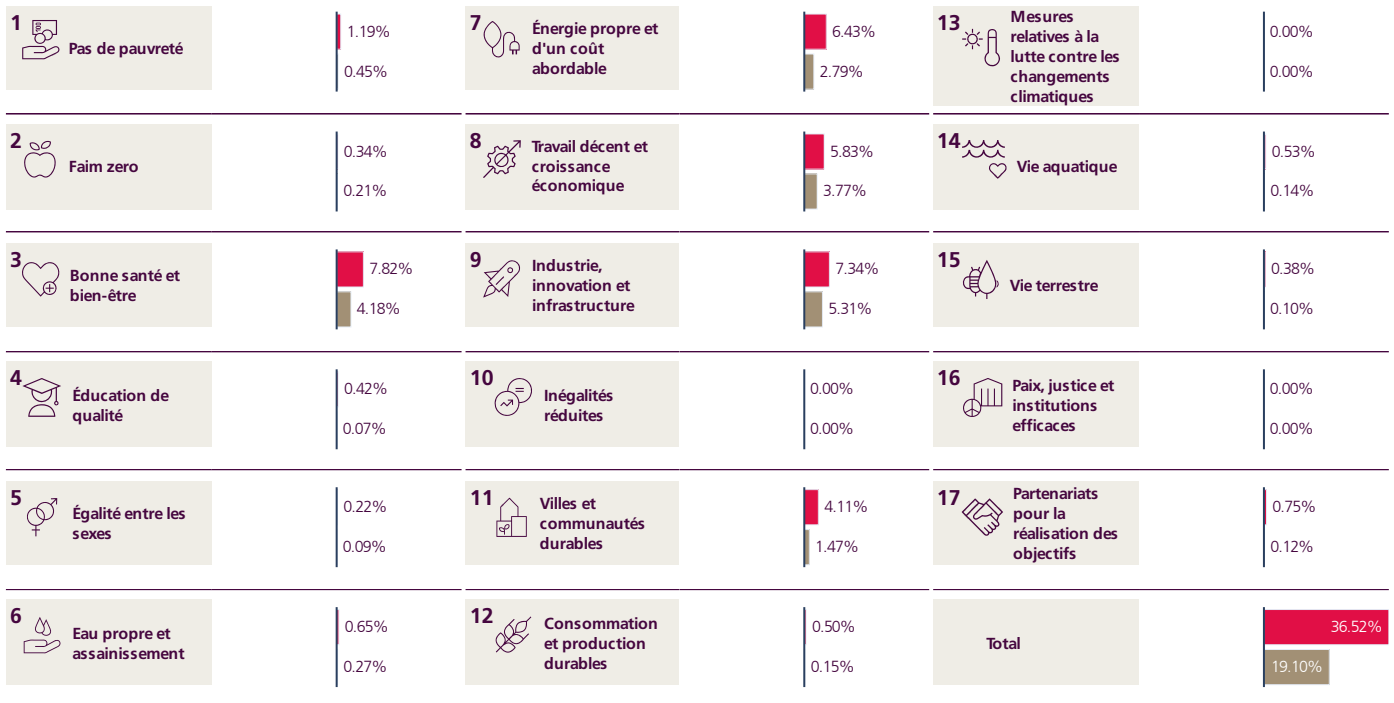 1
Pas de pauvreté
1.19%
0.45%
2
Faim zero
0.34%
0.21%
3
Bonne santé et
bien-être
7.82%
4.18%
4
Éducation de
qualité
0.42%
0.07%
5
Égalité entre les
sexes
0.22%
0.09%
6
Eau propre et
assainissement
0.65%
0.27%
7
Énergie propre et
d'un coût
abordable
6.43%
2.79%
8
Travail décent et
croissance
économique
5.83%
3.77%
9
Industrie,
innovation et
infrastructure
7.34%
5.31%
10
Inégalités
réduites
0.00%
0.00%
11
Villes et
communautés
durables
4.11%
1.47%
12
Consommation
et production
durables
0.50%
0.15%
13
Mesures
relatives à la
lutte contre les
changements
climatiques
0.00%
0.00%
14
Vie aquatique
0.53%
0.14%
15
Vie terrestre
0.38%
0.10%
16
Paix, justice et
institutions
efficaces
0.00%
0.00%
17
Partenariats
pour la
réalisation des
objectifs
0.75%
0.12%
Total
36.52%
19.10%